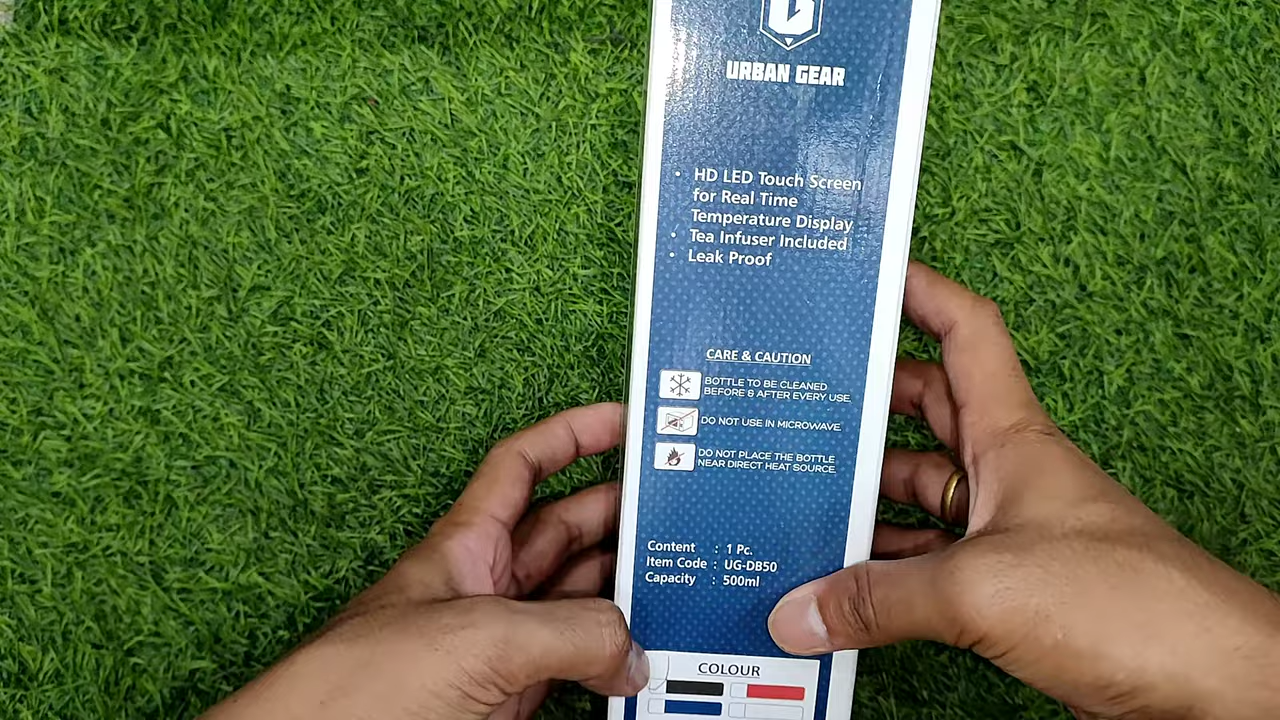 URBAN GEAR
• HD LED Touch Screen
for Real Time
Temperature Display
• Tea Infuser Included
• Leak Proof
CARE & CAUTION
BOTTLE TO BE CLEANED
BEFORE & AFTER EVERY USE.
DO NOT USE IN MICROWAVE.
DO NOT PLACE THE BOTTLE
NEAR DIRECT HEAT SOURCE.
Content : 1 Pc.
Item Code : UG-DB50
Capacity : 500ml
COLOUR